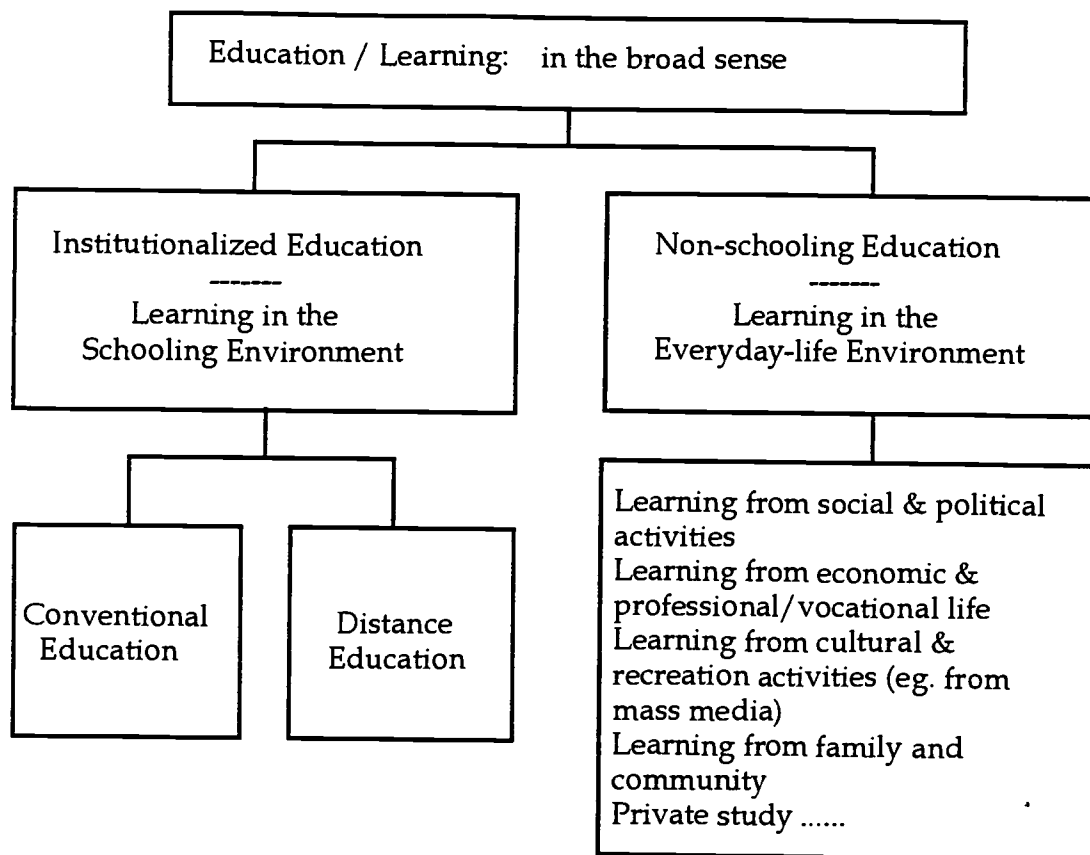 Education / Learning: in the broad sense
Institutionalized Education
-------
Learning in the
Schooling Environment
Non-schooling Education
-------
Learning in the
Everyday-life Environment
Conventional
Education
Distance
Education
Learning from social & political
activities
Learning from economic &
professional/vocational life
Learning from cultural &
recreation activities (eg. from
mass media)
Learning from family and
community
Private study ......